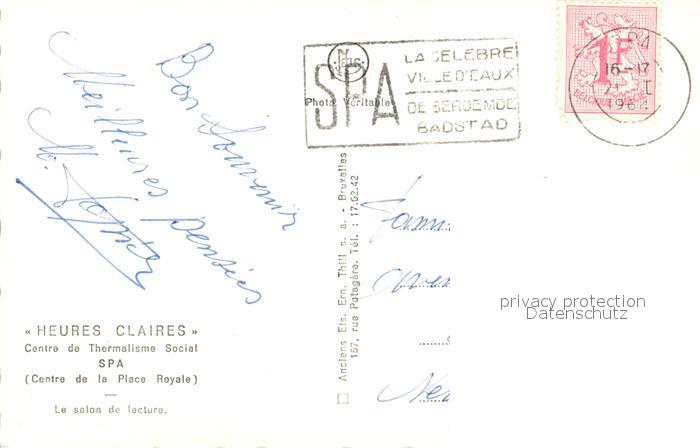 Bon souvenir
Meilleures pensées
« HEURES CLAIRES »
Centre de Thermalisme Social
SPA
(Centre de la Place Royale)
Le salon de lecture.
Anciens Ets. Ern. Thill s. a. - Bruxelles
157, rue Potagère. Tél. : 17.62.42
Photo Véritable
SPA
LA CELEBRE
VILLE D'EAUX
DE BEROEMDE
BADSTAD
1F
SPA
16-17
I
1964
privacy protection
Datenschutz